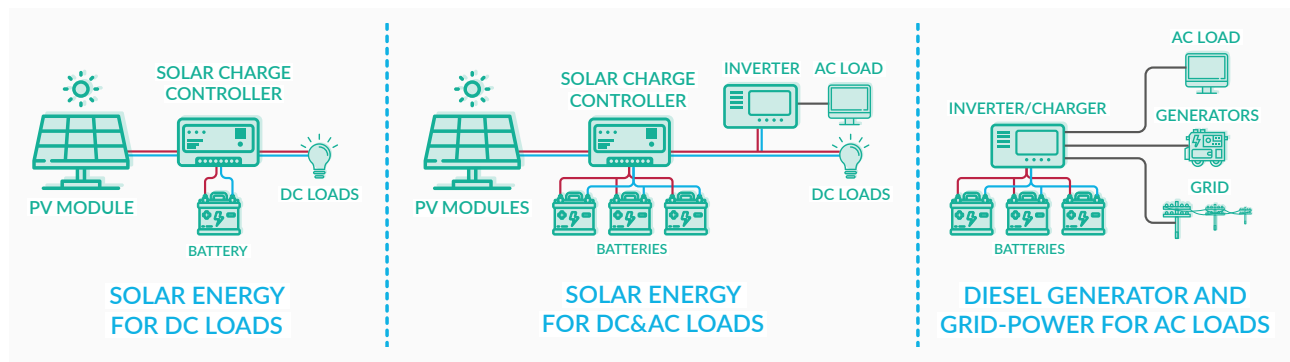 SOLAR CHARGE
CONTROLLER
PV MODULE
DC LOADS
BATTERY
SOLAR ENERGY
FOR DC LOADS
SOLAR CHARGE
CONTROLLER
INVERTER
AC LOAD
PV MODULES
DC LOADS
BATTERIES
SOLAR ENERGY
FOR DC&AC LOADS
AC LOAD
INVERTER/CHARGER
GENERATORS
GRID
BATTERIES
DIESEL GENERATOR AND
GRID-POWER FOR AC LOADS